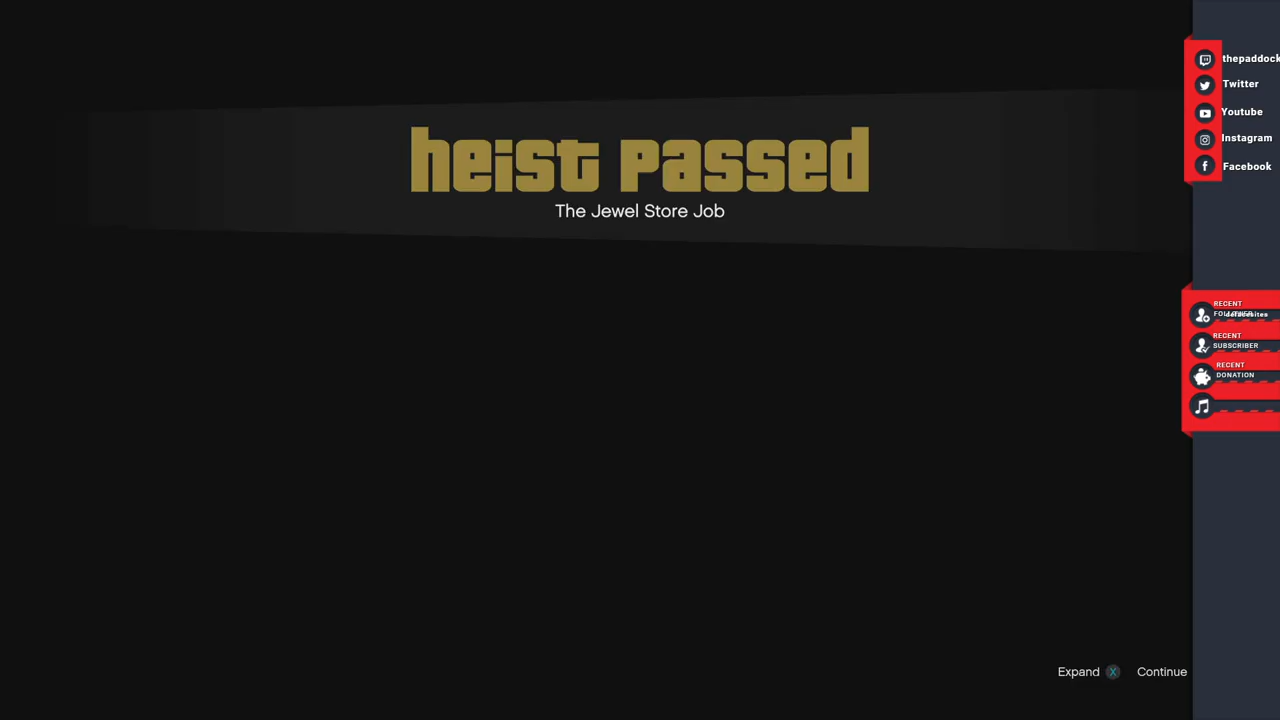 heist passed
The Jewel Store Job
thepaddock
Twitter
Youtube
Instagram
Facebook
RECENT
RECENT
SUBSCRIBER
RECENT
DONATION
Expand X Continue